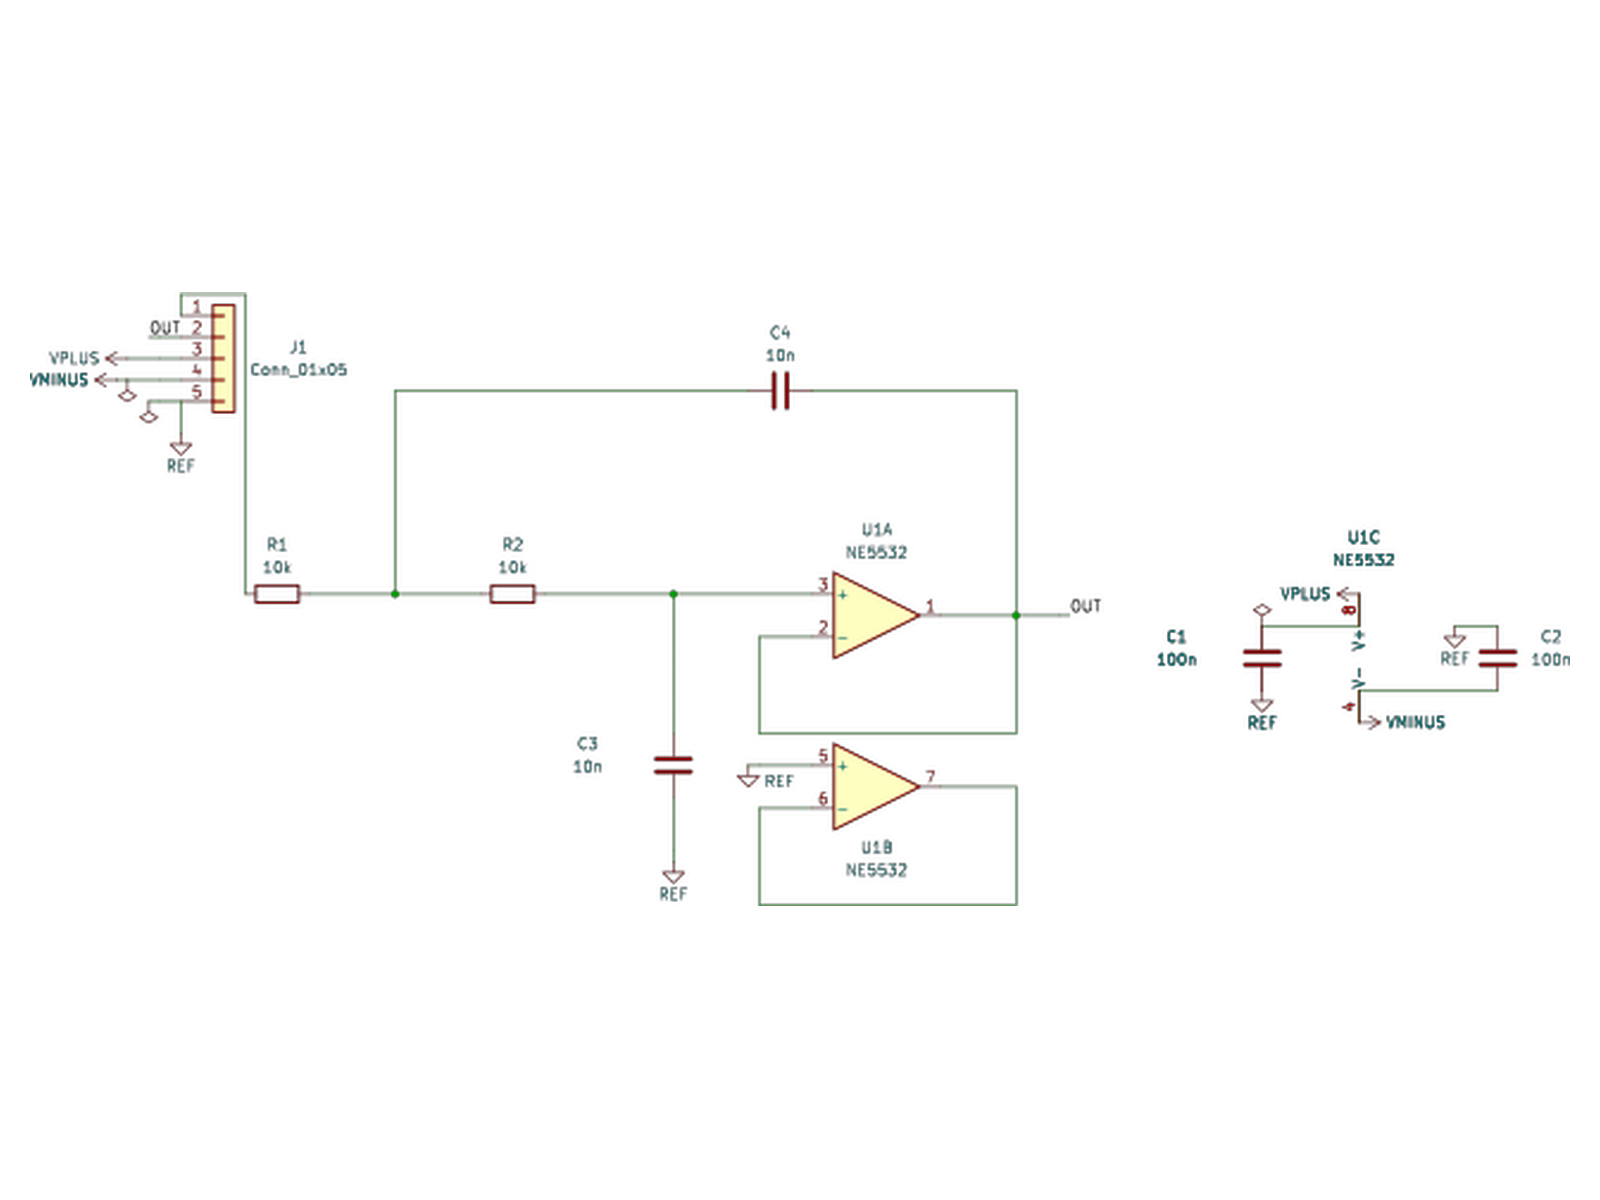 1
OUT 2
VPLUS 3
VMINUS 4
5
REF
J1
Conn_01x05
C4
10n
R1
10k
R2
10k
U1A
NE5532
3
+
2
-
1
OUT
C3
10n
REF
5
+
REF
6
-
7
U1B
NE5532
U1C
NE5532
VPLUS
8
V+
V-
4
VMINUS
C1
100n
REF
REF
C2
100n